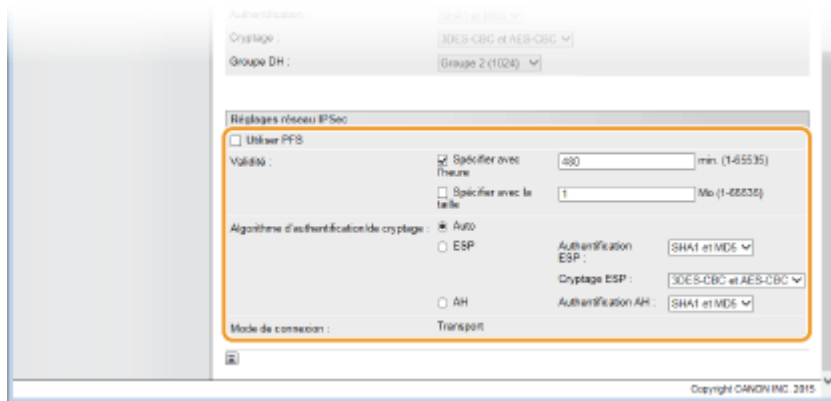 Authentification : SHA1 et MD5
Cryptage : 3DES-CBC et AES-CBC
Groupe DH : Groupe 2 (1024)
Réglages réseau IPSec
Utiliser PFS
Validité : Spécifier avec l'heure 480 min. (1-65535)
Spécifier avec la taille 1 Mo (1-65535)
Algorithme d'authentification/de cryptage : Auto
ESP Authentification ESP : SHA1 et MD5
Cryptage ESP : 3DES-CBC et AES-CBC
AH Authentification AH : SHA1 et MD5
Mode de connexion : Transport
Copyright CANON INC. 2015